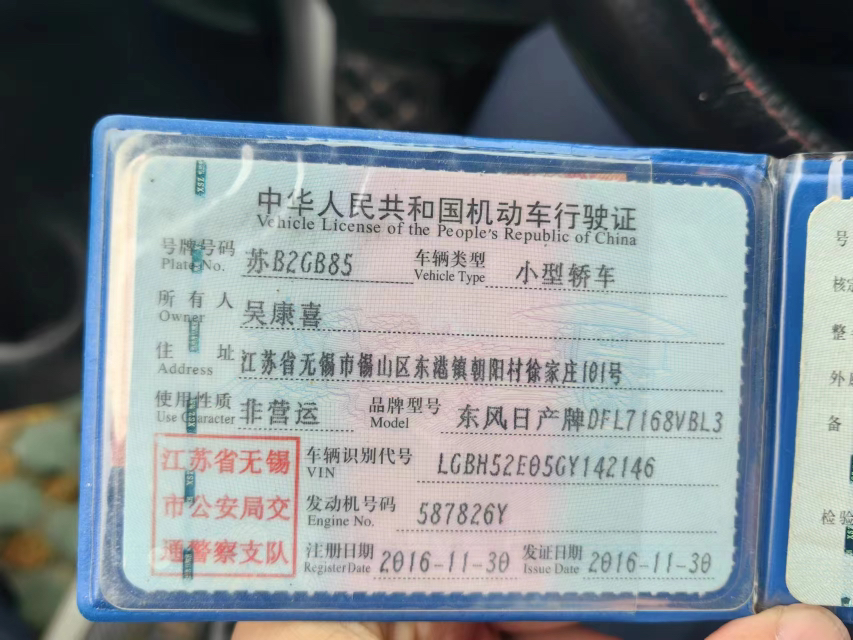 中华人民共和国机动车行驶证
Vehicle License of the People's Republic of China
号牌号码 苏B2GB85 车辆类型 小型轿车
Plate No. Vehicle Type
所有人 吴康喜
Owner
住址 江苏省无锡市锡山区东港镇朝阳村徐家庄101号
Address
使用性质 非营运 品牌型号 东风日产牌DFL7168VBL3
Use Character Model
江苏省无锡
市公安局交
通警察支队
车辆识别代号 LGBH52E05GY142146
VIN
发动机号码 587826Y
Engine No.
注册日期 2016-11-30 发证日期 2016-11-30
Register Date Issue Date
号
核定
整
外
备
检验